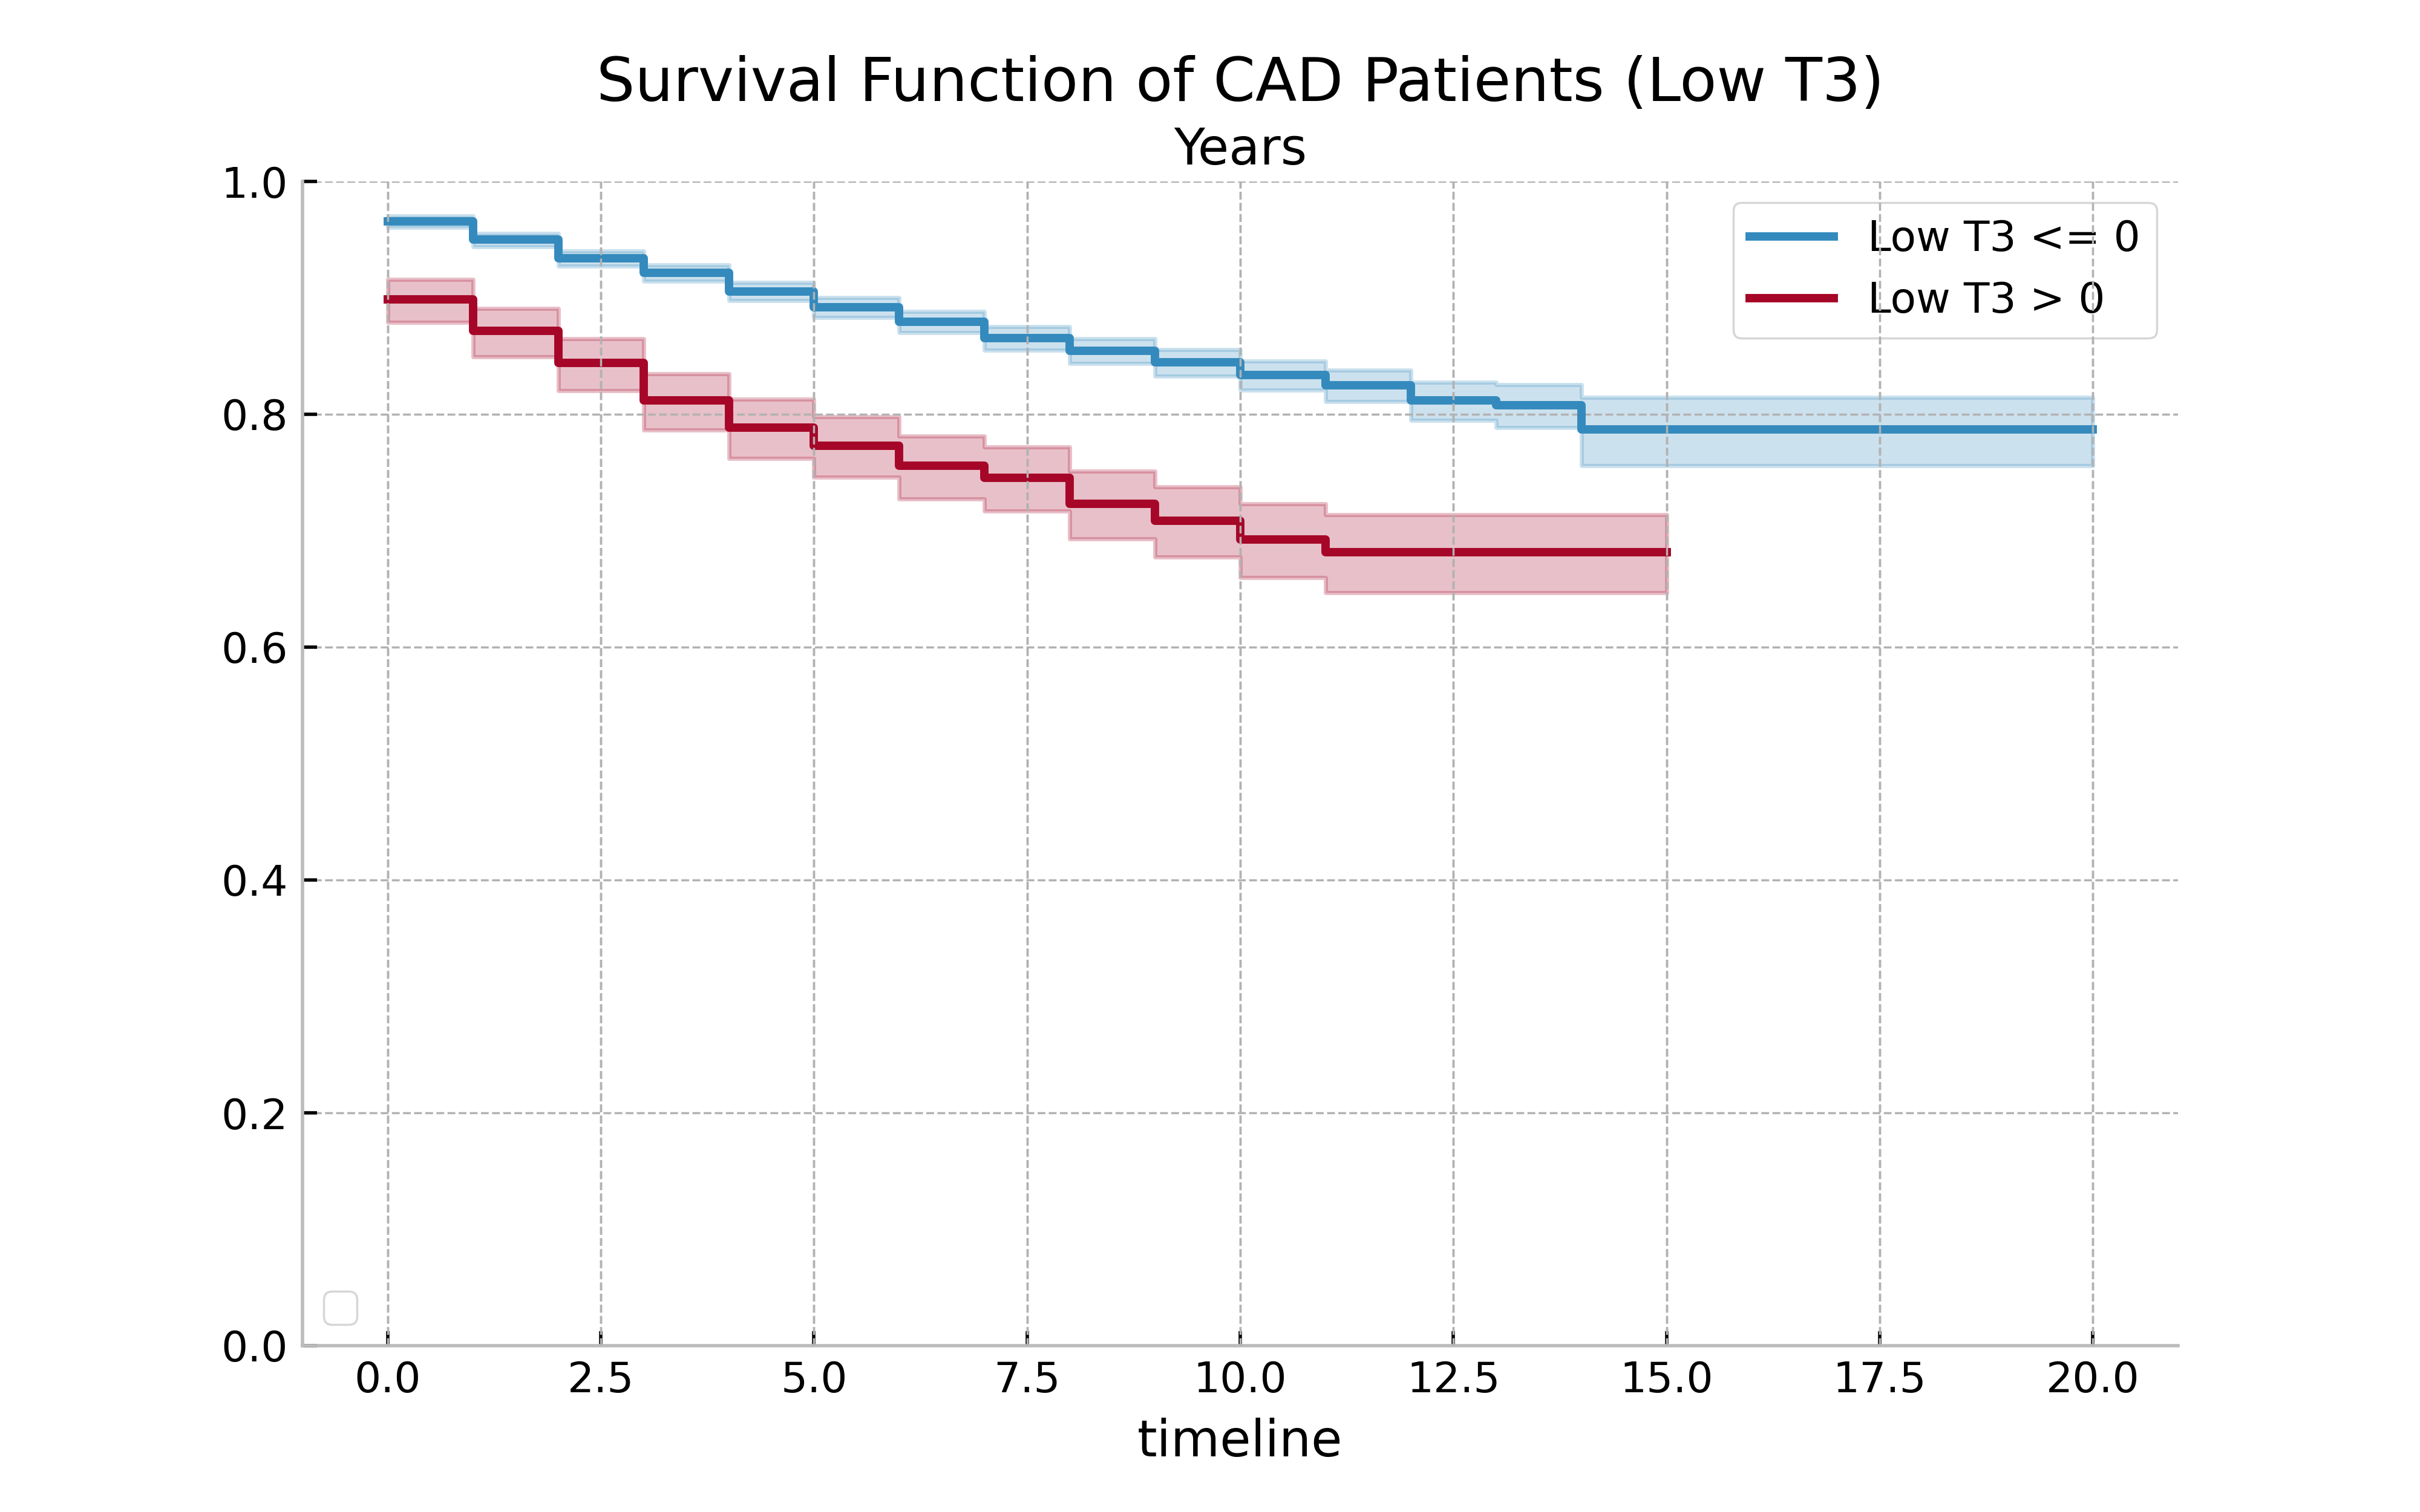 Survival Function of CAD Patients (Low T3)
Years
1.0
0.8
0.6
0.4
0.2
0.0
Low T3 <= 0
Low T3 > 0
0.0 2.5 5.0 7.5 10.0 12.5 15.0 17.5 20.0
timeline